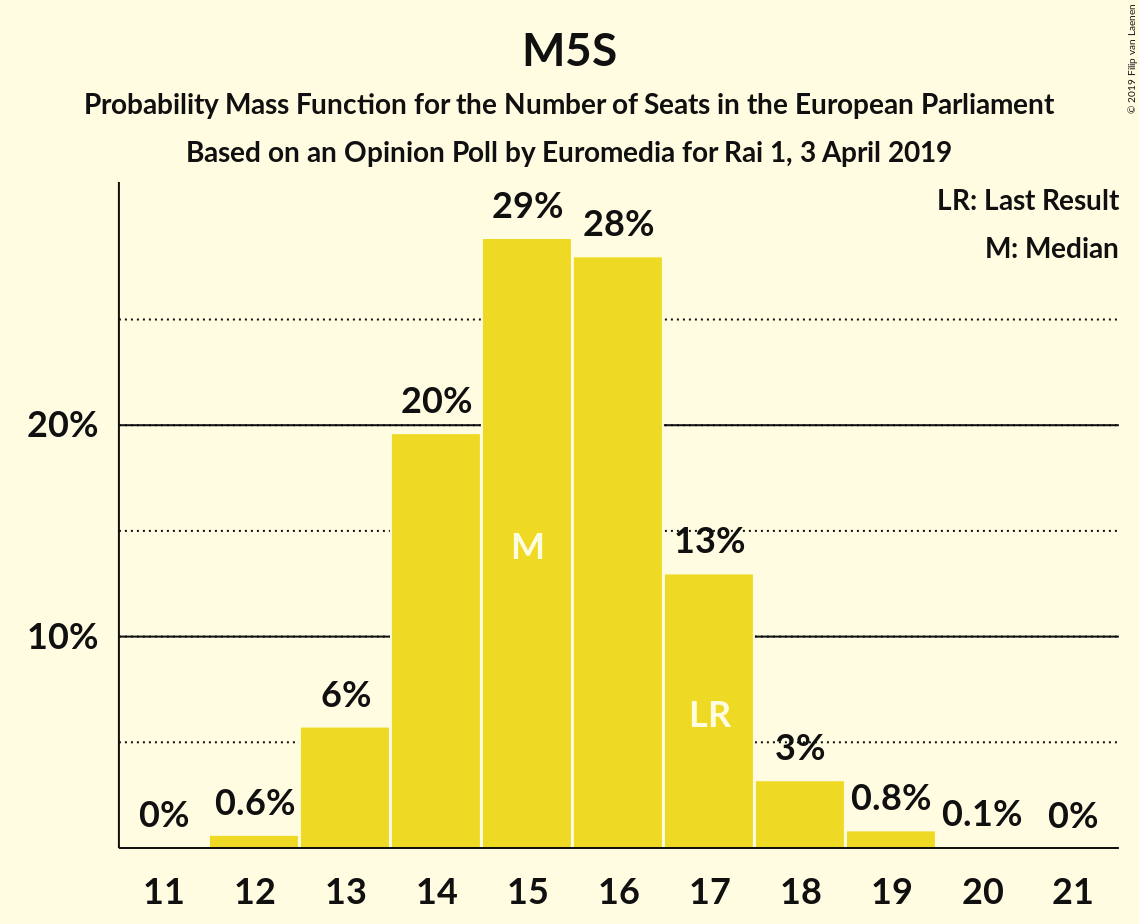 M5S
Probability Mass Function for the Number of Seats in the European Parliament
Based on an Opinion Poll by Euromedia for Rai 1, 3 April 2019
© 2019 Filip van Laenen
LR: Last Result
M: Median
29%
28%
20%
20%
M
13%
10%
6%
LR
3%
0%
0.6%
0.8%
0.1%
0%
11 12 13 14 15 16 17 18 19 20 21